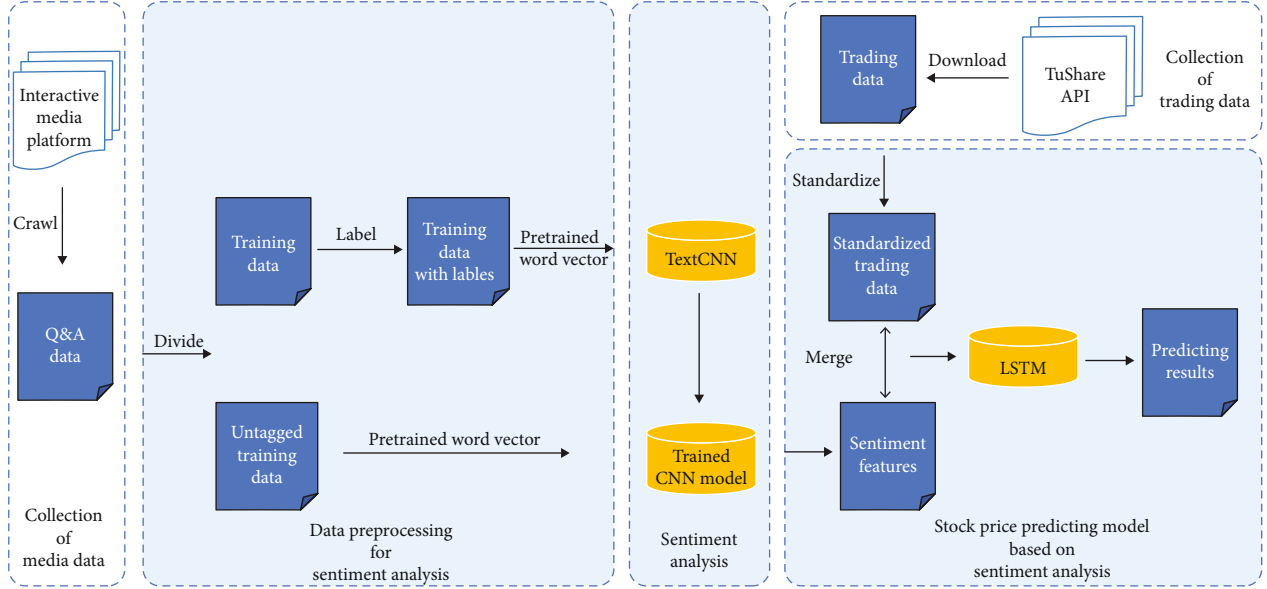 Interactive
media
platform
Crawl
Q&A
data
Collection
of
media data
Divide
Training
data
Label
Training
data
with lables
Pretrained
word vector
Untagged
training
data
Pretrained word vector
Data preprocessing
for
sentiment analysis
TextCNN
Trained
CNN model
Sentiment
analysis
Trading
data
Download
TuShare
API
Collection
of
trading data
Standardize
Standardized
trading
data
Merge
LSTM
Predicting
results
Sentiment
features
Stock price predicting model
based on
sentiment analysis